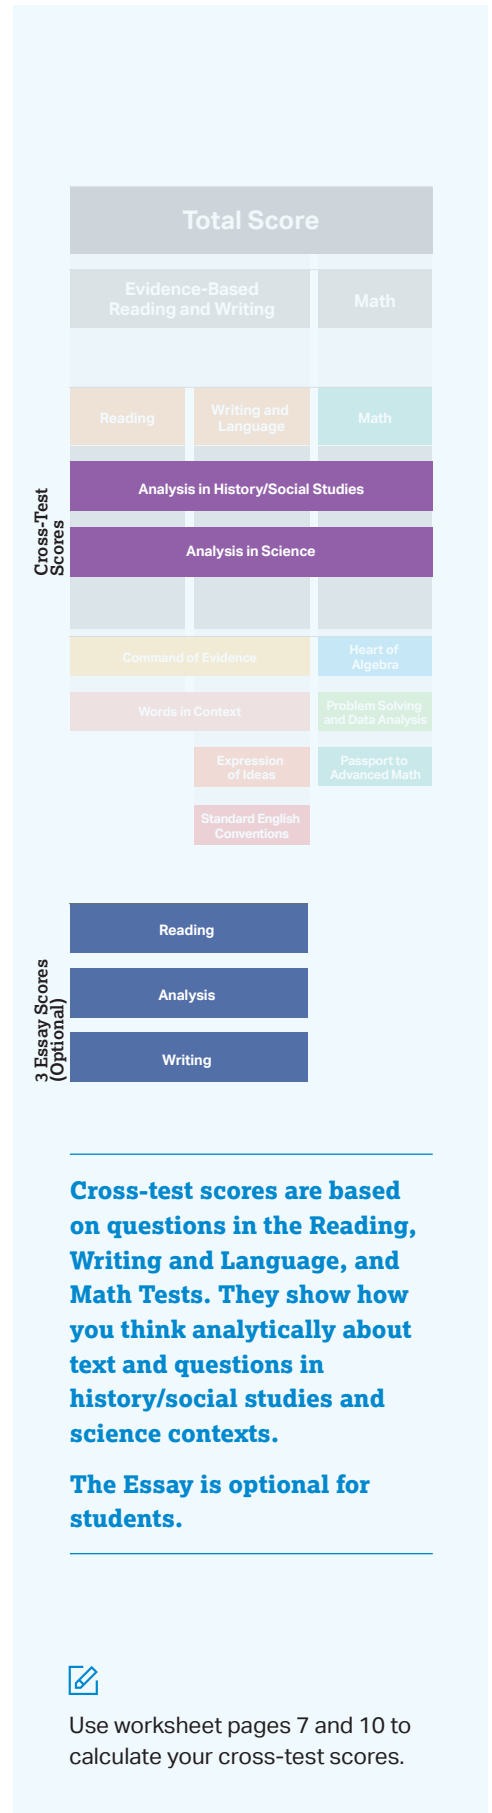 Total Score
Evidence-Based
Reading and Writing
Math
Reading
Writing and
Language
Math
Cross-Test
Scores
Analysis in History/Social Studies
Analysis in Science
Command of Evidence
Heart of
Algebra
Words in Context
Problem Solving
and Data Analysis
Expression
of Ideas
Passport to
Advanced Math
Standard English
Conventions
3 Essay Scores
(Optional)
Reading
Analysis
Writing
Cross-test scores are based
on questions in the Reading,
Writing and Language, and
Math Tests. They show how
you think analytically about
text and questions in
history/social studies and
science contexts.
The Essay is optional for
students.
Use worksheet pages 7 and 10 to
calculate your cross-test scores.